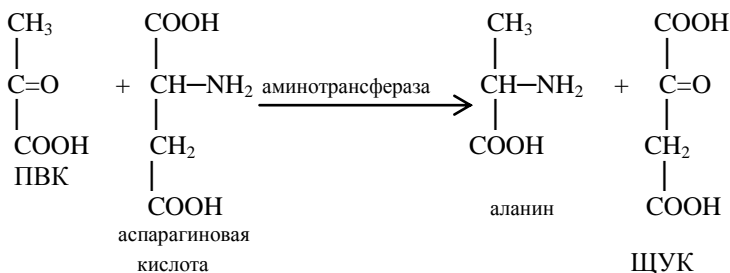 CH₃ COOH CH₃ COOH
C=O + CH—NH₂ аминотрансфераза CH—NH₂ + C=O
COOH CH₂ COOH CH₂
ПВК
COOH аланин COOH
аспарагиновая
кислота ЩУК